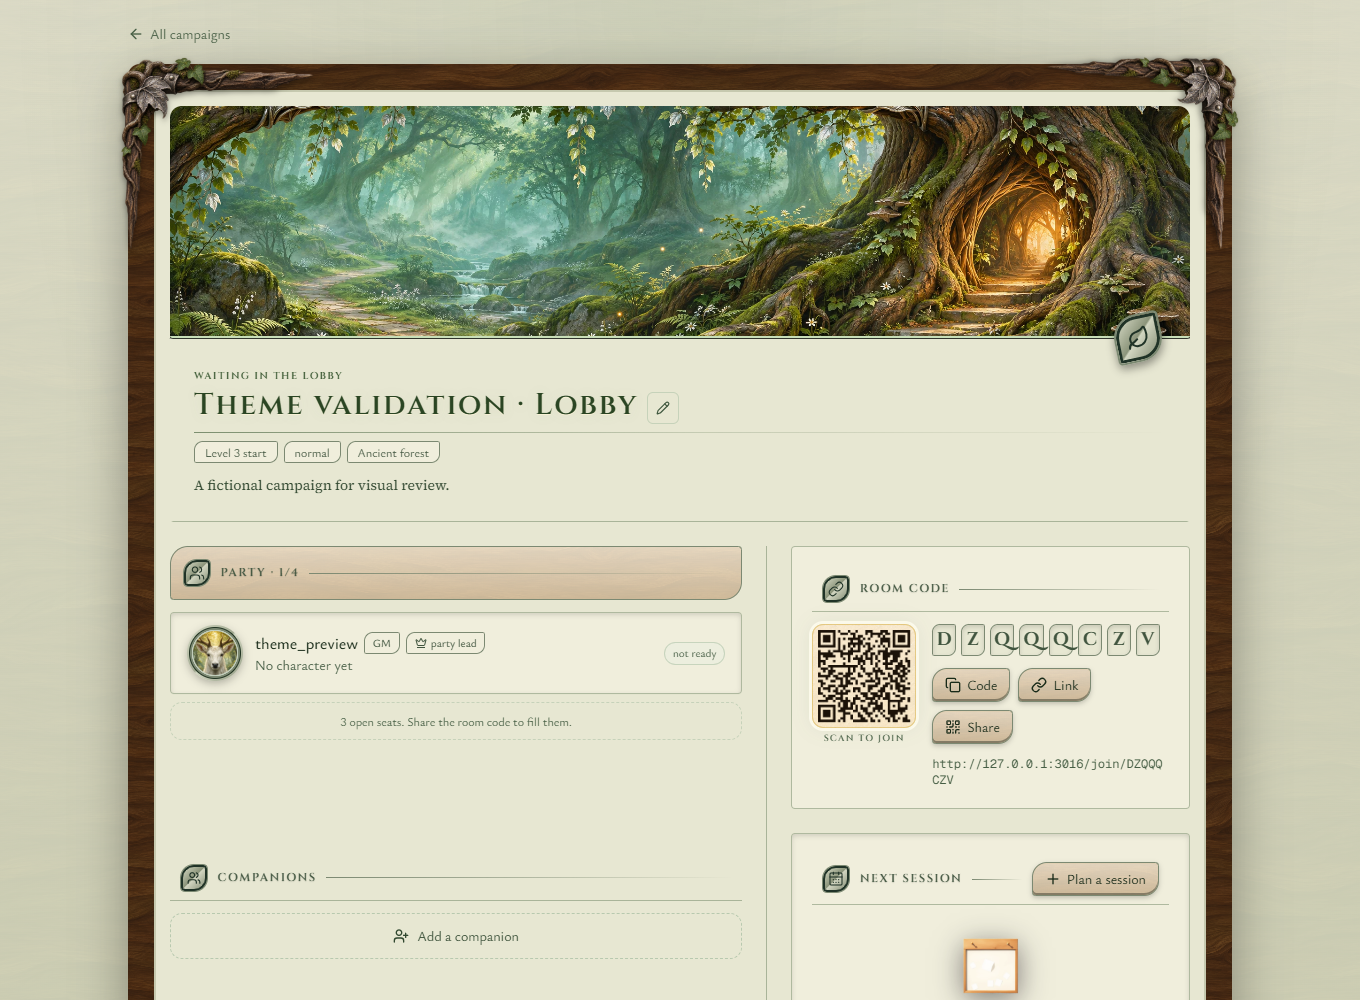 All campaigns
WAITING IN THE LOBBY
THEME VALIDATION · LOBBY
Level 3 start
normal
Ancient forest
A fictional campaign for visual review.
PARTY · 1/4
theme_preview
GM
party lead
No character yet
not ready
3 open seats. Share the room code to fill them.
COMPANIONS
Add a companion
ROOM CODE
D Z Q Q Q C Z V
Code
Link
Share
SCAN TO JOIN
http://127.0.0.1:3016/join/DZQQQ
CZV
NEXT SESSION
Plan a session